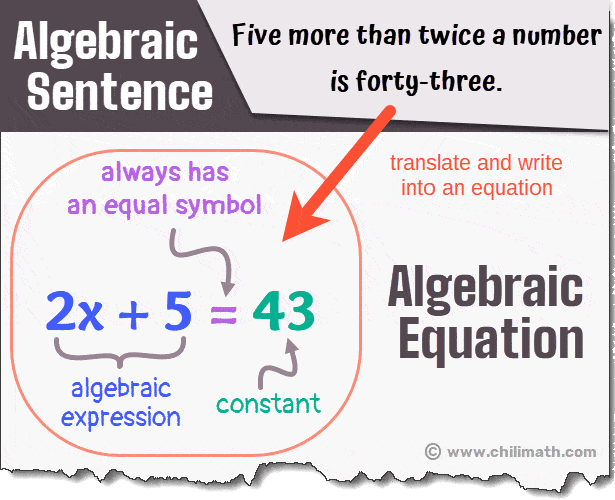 Algebraic
Sentence
Five more than twice a number
is forty-three.
translate and write
into an equation
always has
an equal symbol
2x + 5 = 43
algebraic
expression
constant
Algebraic
Equation
© www.chilimath.com